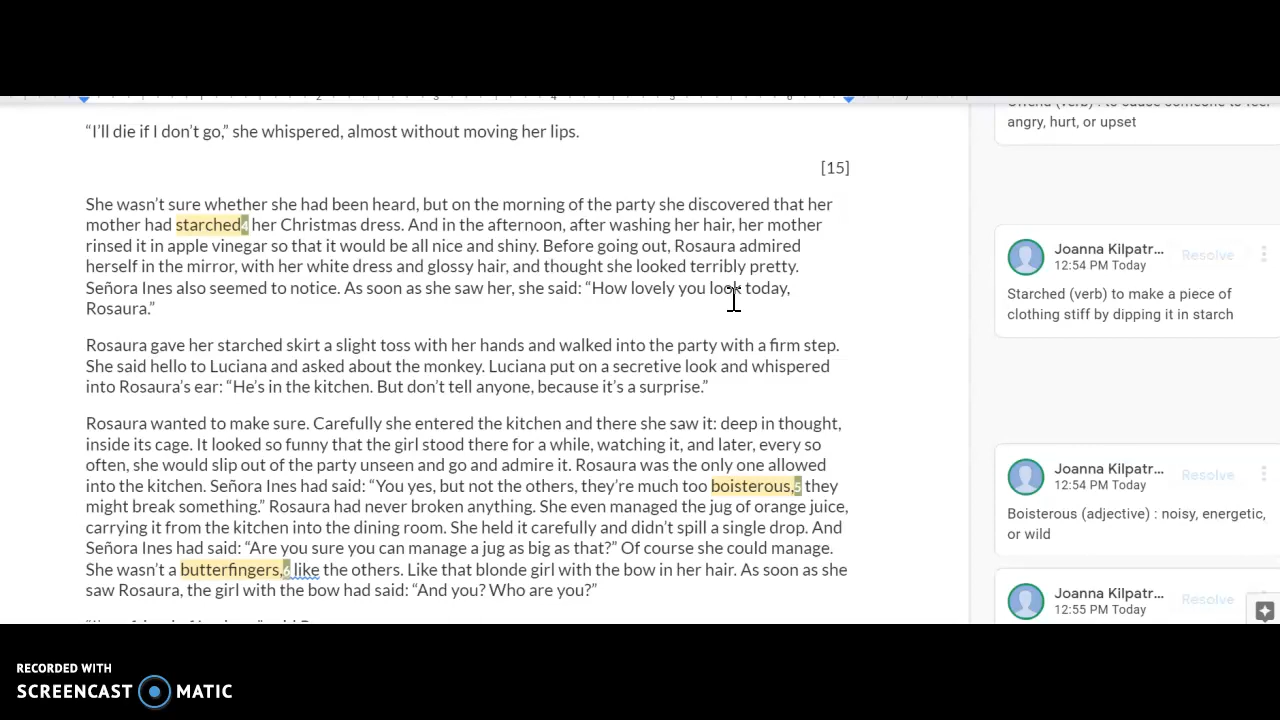 Offend (verb) : to cause someone to feel
angry, hurt, or upset
“I’ll die if I don’t go,” she whispered, almost without moving her lips.
[15]
She wasn’t sure whether she had been heard, but on the morning of the party she discovered that her
mother had starched4 her Christmas dress. And in the afternoon, after washing her hair, her mother
rinsed it in apple vinegar so that it would be all nice and shiny. Before going out, Rosaura admired
herself in the mirror, with her white dress and glossy hair, and thought she looked terribly pretty.
Señora Ines also seemed to notice. As soon as she saw her, she said: “How lovely you look today,
Rosaura.”
Rosaura gave her starched skirt a slight toss with her hands and walked into the party with a firm step.
She said hello to Luciana and asked about the monkey. Luciana put on a secretive look and whispered
into Rosaura’s ear: “He’s in the kitchen. But don’t tell anyone, because it’s a surprise.”
Rosaura wanted to make sure. Carefully she entered the kitchen and there she saw it: deep in thought,
inside its cage. It looked so funny that the girl stood there for a while, watching it, and later, every so
often, she would slip out of the party unseen and go and admire it. Rosaura was the only one allowed
into the kitchen. Señora Ines had said: “You yes, but not the others, they’re much too boisterous,5 they
might break something.” Rosaura had never broken anything. She even managed the jug of orange juice,
carrying it from the kitchen into the dining room. She held it carefully and didn’t spill a single drop. And
Señora Ines had said: “Are you sure you can manage a jug as big as that?” Of course she could manage.
She wasn’t a butterfingers,6 like the others. Like that blonde girl with the bow in her hair. As soon as she
saw Rosaura, the girl with the bow had said: “And you? Who are you?”
Joanna Kilpatr...
Resolve
12:54 PM Today
Starched (verb) to make a piece of
clothing stiff by dipping it in starch
Joanna Kilpatr...
Resolve
12:54 PM Today
Boisterous (adjective) : noisy, energetic,
or wild
Joanna Kilpatr...
Resolve
12:55 PM Today
RECORDED WITH
SCREENCAST MATIC